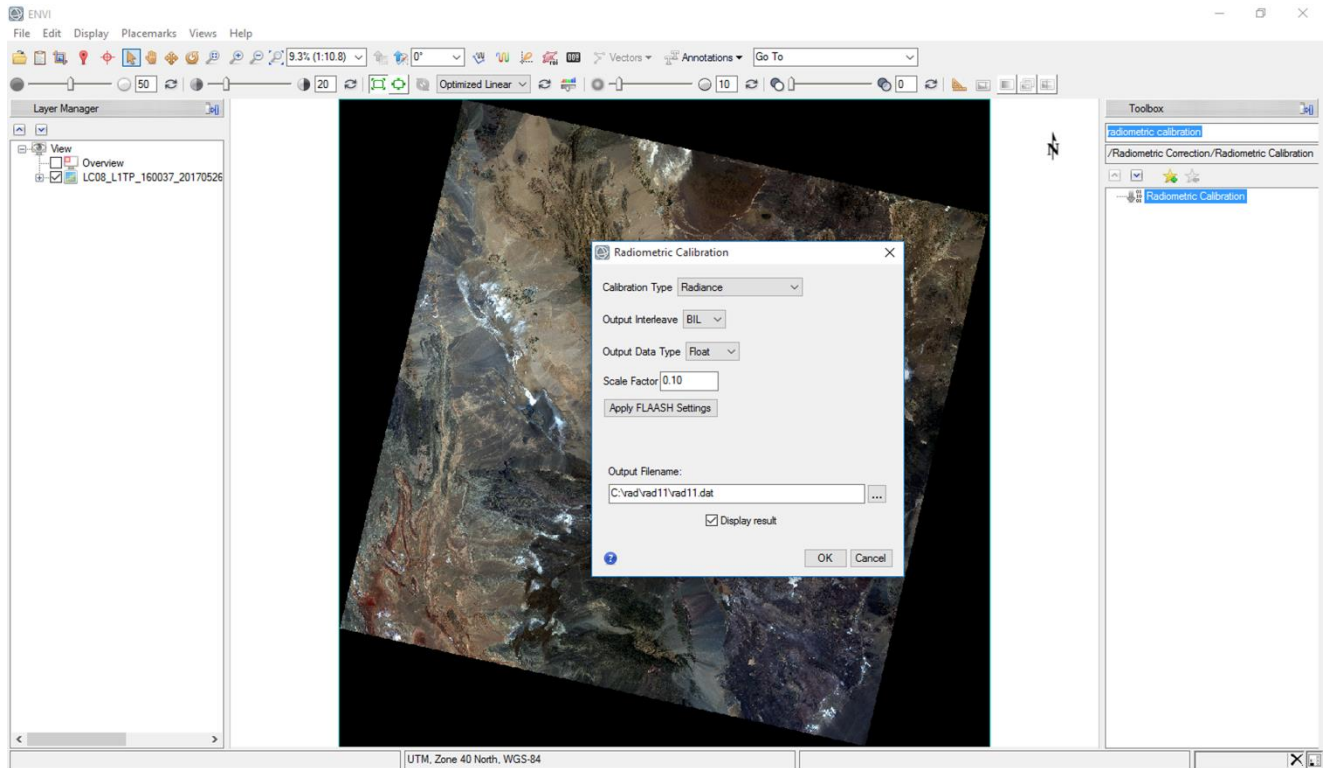 ENVI
File Edit Display Placemarks Views Help
9.3% (1:10.8) 0° Vectors Annotations Go To
50 20 Optimized Linear 10 0
Layer Manager
View
Overview
LC08_L1TP_160037_20170526
N
Toolbox
radiometric calibration
/Radiometric Correction/Radiometric Calibration
Radiometric Calibration
Radiometric Calibration
Calibration Type Radiance
Output Interleave BIL
Output Data Type Float
Scale Factor 0.10
Apply FLAASH Settings
Output Filename:
C:\rad\rad11\rad11.dat
...
Display result
OK Cancel
UTM, Zone 40 North, WGS-84